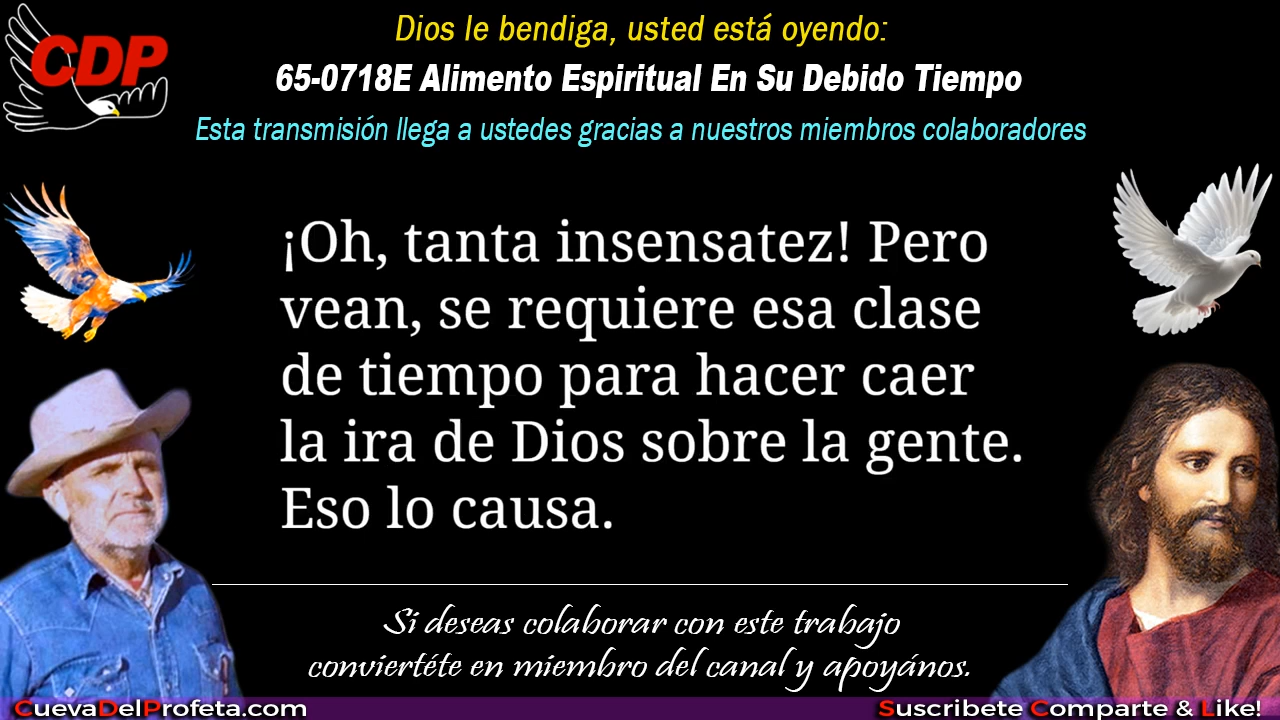 CDP
Dios le bendiga, usted está oyendo:
65-0718E Alimento Espiritual En Su Debido Tiempo
Esta transmisión llega a ustedes gracias a nuestros miembros colaboradores
¡Oh, tanta insensatez! Pero
vean, se requiere esa clase
de tiempo para hacer caer
la ira de Dios sobre la gente.
Eso lo causa.
Si deseas colaborar con este trabajo
conviertéte en miembro del canal y apoyános.
CuevaDelProfeta.com
Suscribete Comparte & Like!